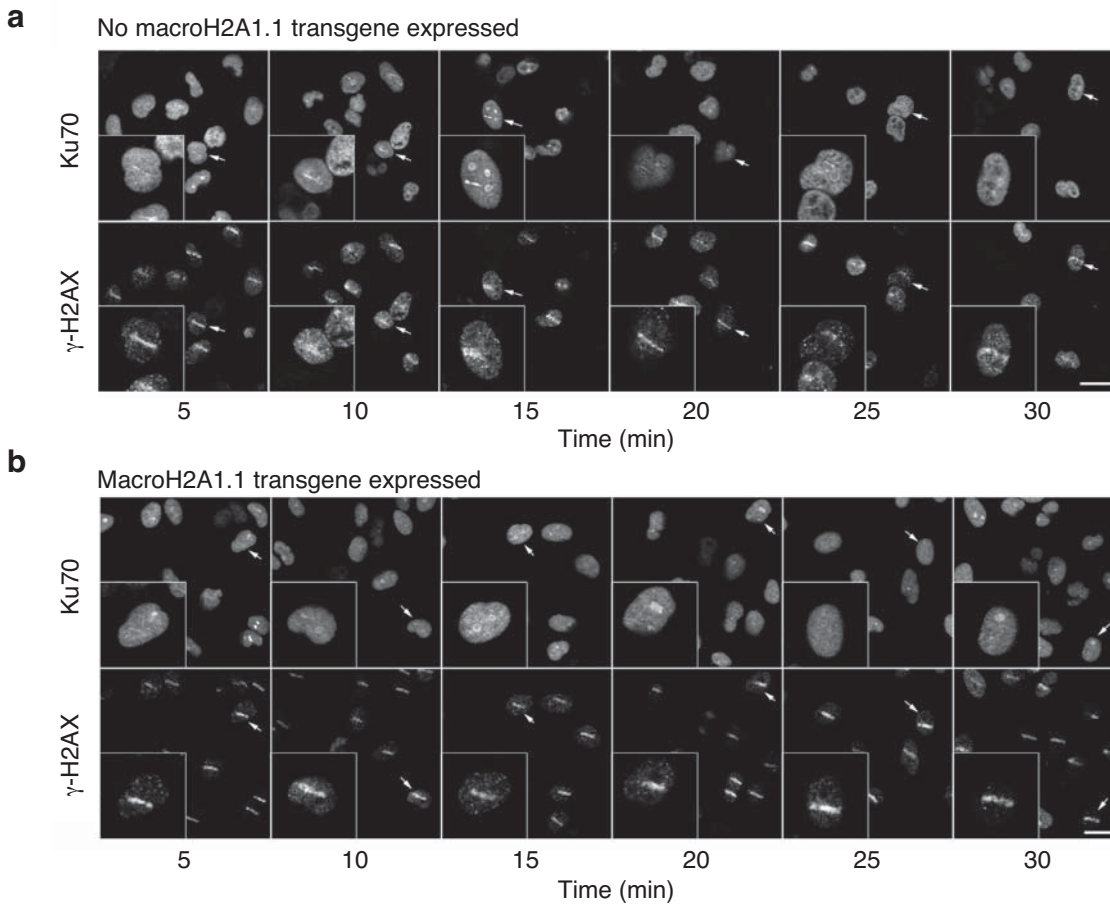 a
No macroH2A1.1 transgene expressed
Ku70
γ-H2AX
5 10 15 20 25 30
Time (min)
b
MacroH2A1.1 transgene expressed
Ku70
γ-H2AX
5 10 15 20 25 30
Time (min)